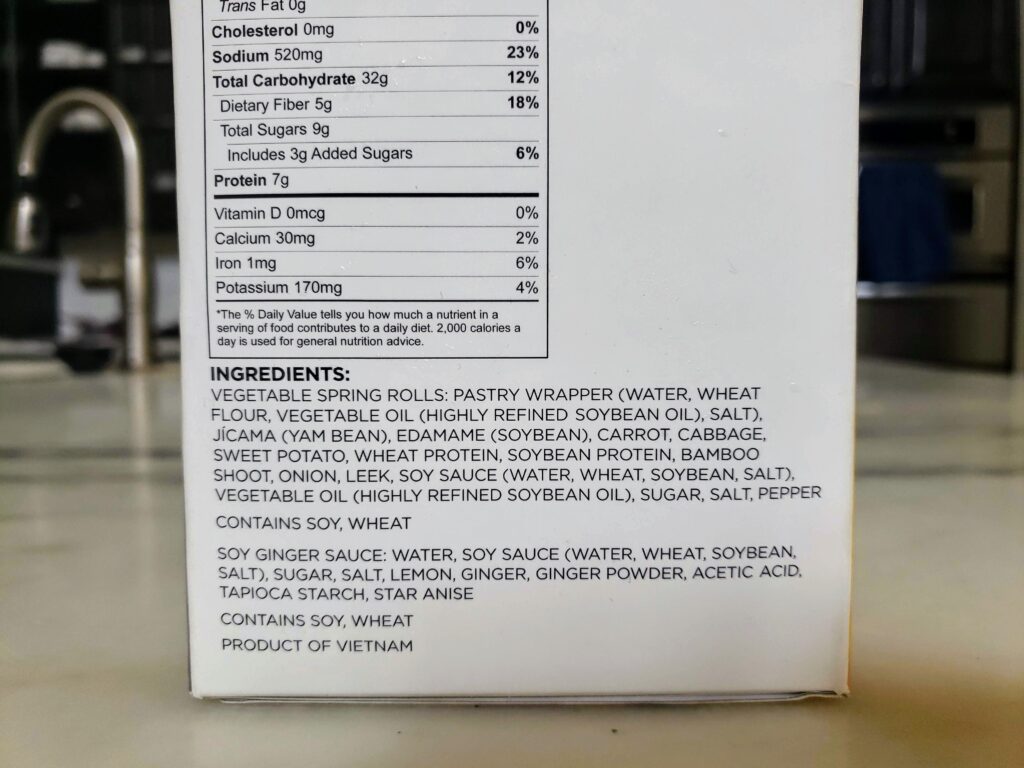 Trans Fat 0g
Cholesterol 0mg 0%
Sodium 520mg 23%
Total Carbohydrate 32g 12%
Dietary Fiber 5g 18%
Total Sugars 9g
Includes 3g Added Sugars 6%
Protein 7g
Vitamin D 0mcg 0%
Calcium 30mg 2%
Iron 1mg 6%
Potassium 170mg 4%
*The % Daily Value tells you how much a nutrient in a
serving of food contributes to a daily diet. 2,000 calories a
day is used for general nutrition advice.
INGREDIENTS:
VEGETABLE SPRING ROLLS: PASTRY WRAPPER (WATER, WHEAT
FLOUR, VEGETABLE OIL (HIGHLY REFINED SOYBEAN OIL), SALT),
JÍCAMA (YAM BEAN), EDAMAME (SOYBEAN), CARROT, CABBAGE,
SWEET POTATO, WHEAT PROTEIN, SOYBEAN PROTEIN, BAMBOO
SHOOT, ONION, LEEK, SOY SAUCE (WATER, WHEAT, SOYBEAN, SALT),
VEGETABLE OIL (HIGHLY REFINED SOYBEAN OIL), SUGAR, SALT, PEPPER
CONTAINS SOY, WHEAT
SOY GINGER SAUCE: WATER, SOY SAUCE (WATER, WHEAT, SOYBEAN,
SALT), SUGAR, SALT, LEMON, GINGER, GINGER POWDER, ACETIC ACID,
TAPIOCA STARCH, STAR ANISE
CONTAINS SOY, WHEAT
PRODUCT OF VIETNAM